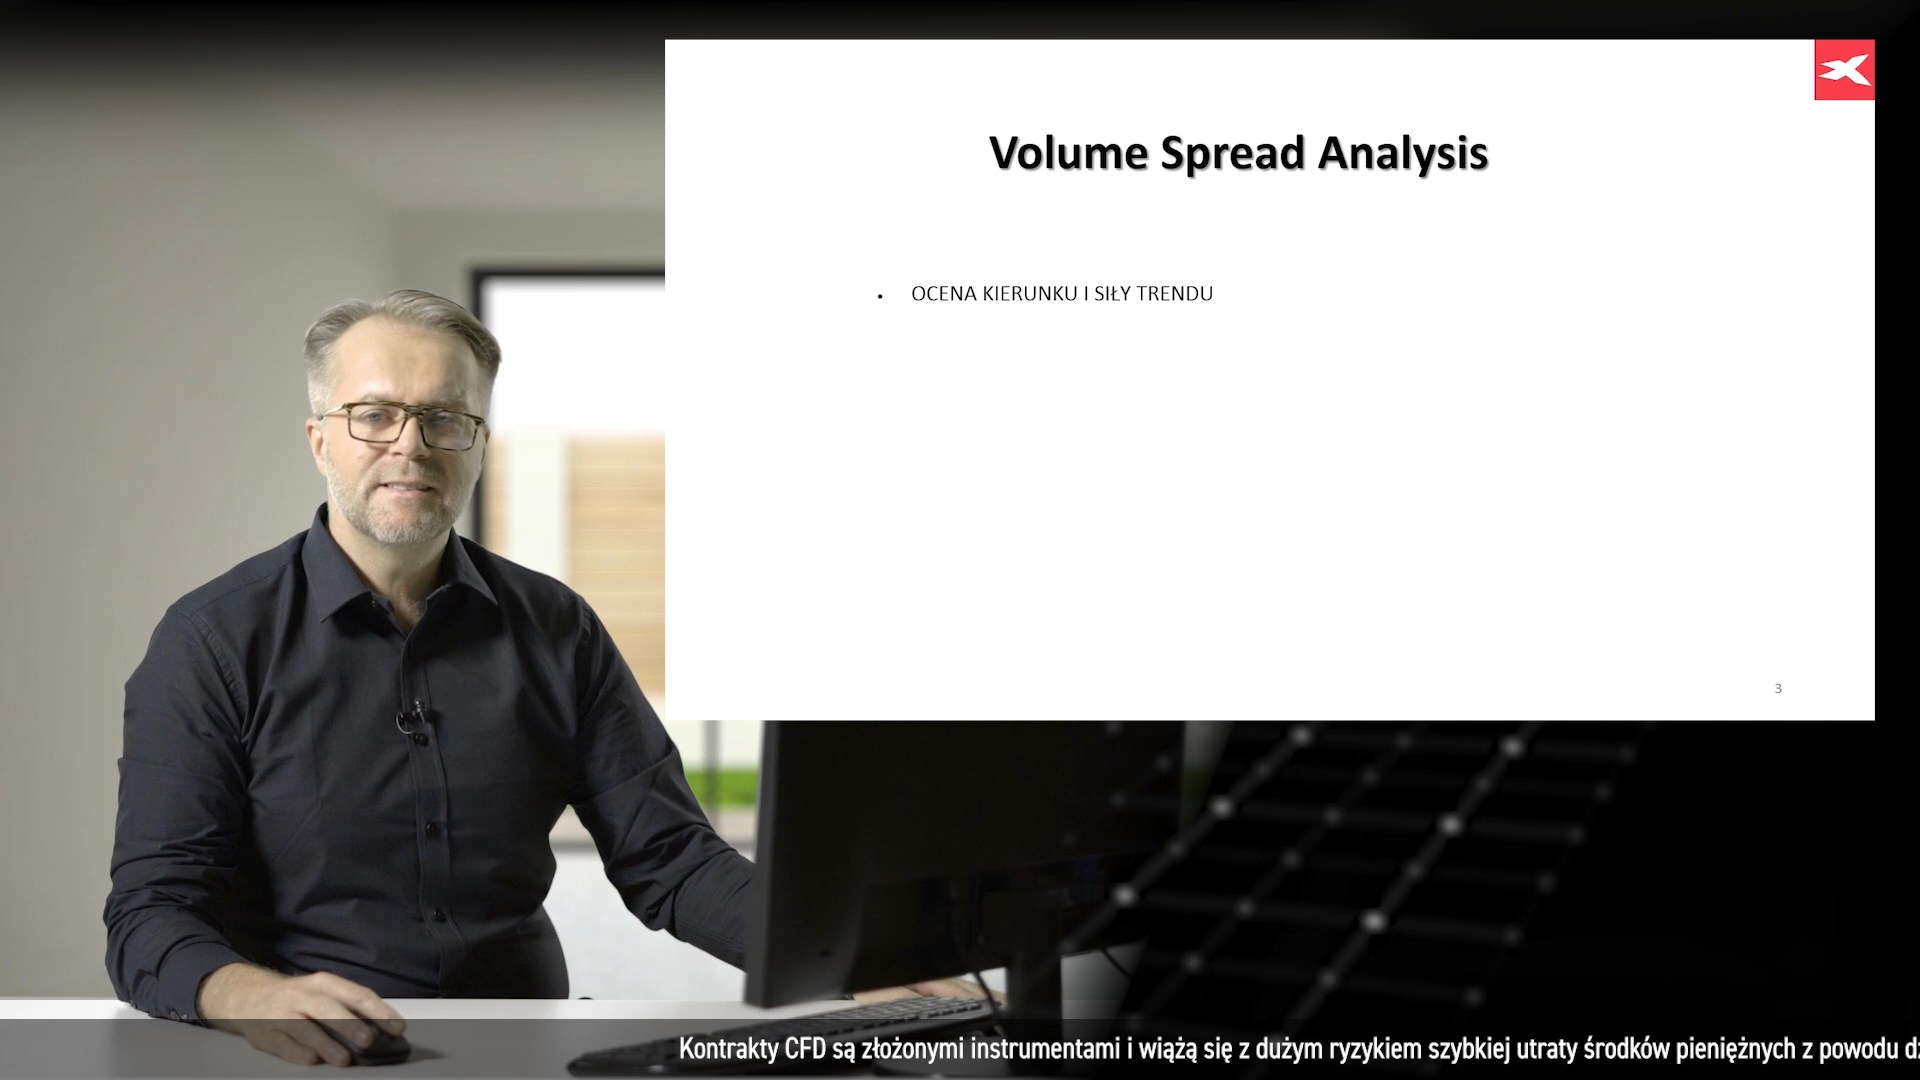 Volume Spread Analysis
• OCENA KIERUNKU I SIŁY TRENDU
3
Kontrakty CFD są złożonymi instrumentami i wiążą się z dużym ryzykiem szybkiej utraty środków pieniężnych z powodu